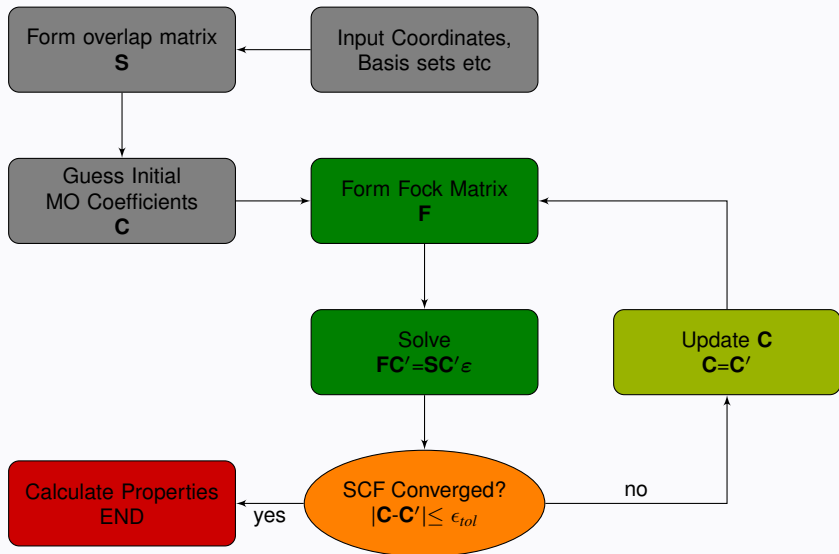 Form overlap matrix
S
Input Coordinates,
Basis sets etc
Guess Initial
MO Coefficients
C
Form Fock Matrix
F
Solve
FC′=SC′ε
Update C
C=C′
Calculate Properties
END
yes
SCF Converged?
|C-C′|≤ ϵtol
no